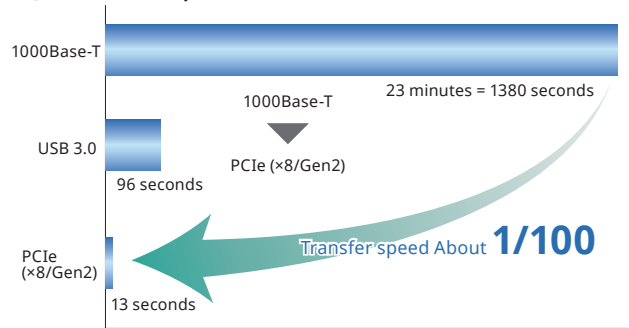 1000Base-T
23 minutes = 1380 seconds
1000Base-T
PCIe (×8/Gen2)
USB 3.0
96 seconds
Transfer speed About 1/100
PCIe
(×8/Gen2)
13 seconds